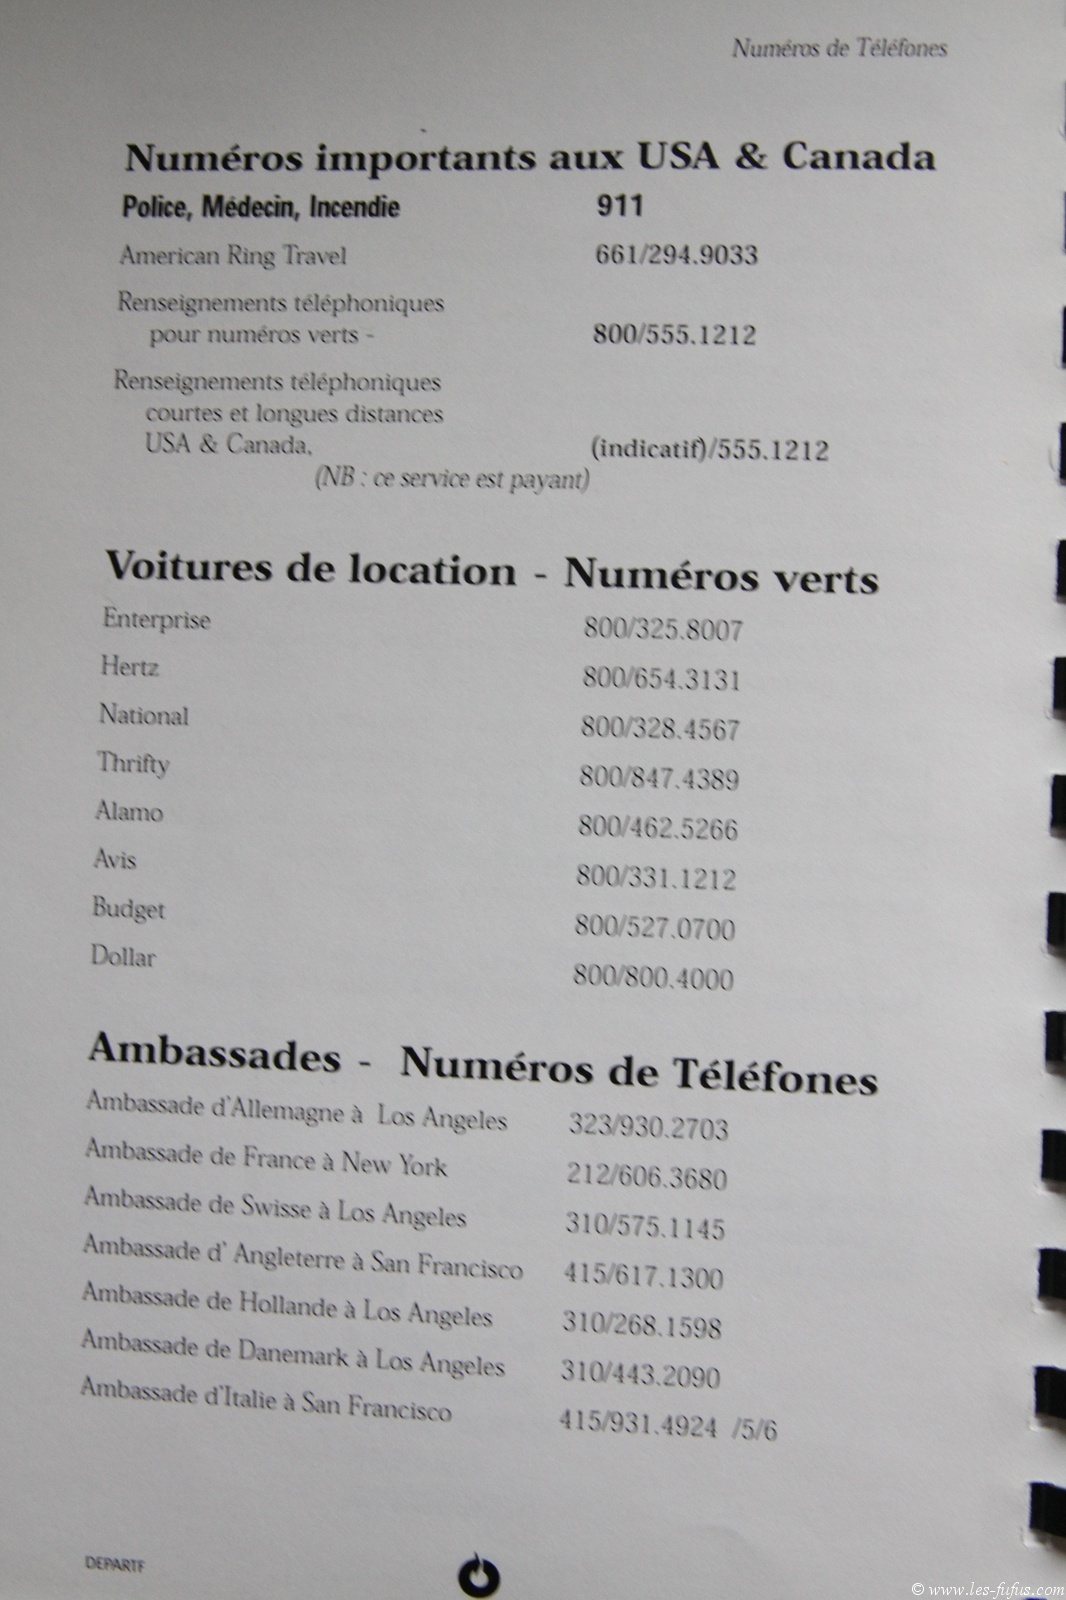 Numéros de Téléfones
Numéros importants aux USA & Canada
Police, Médecin, Incendie 911
American Ring Travel 661/294.9033
Renseignements téléphoniques
pour numéros verts - 800/555.1212
Renseignements téléphoniques
courtes et longues distances
USA & Canada, (indicatif)/555.1212
(NB : ce service est payant)
Voitures de location - Numéros verts
Enterprise 800/325.8007
Hertz 800/654.3131
National 800/328.4567
Thrifty 800/847.4389
Alamo 800/462.5266
Avis 800/331.1212
Budget 800/527.0700
Dollar 800/800.4000
Ambassades - Numéros de Téléfones
Ambassade d'Allemagne à Los Angeles 323/930.2703
Ambassade de France à New York 212/606.3680
Ambassade de Swisse à Los Angeles 310/575.1145
Ambassade d' Angleterre à San Francisco 415/617.1300
Ambassade de Hollande à Los Angeles 310/268.1598
Ambassade de Danemark à Los Angeles 310/443.2090
Ambassade d'Italie à San Francisco 415/931.4924 /5/6
DEPARTF
© www.les-fufus.com